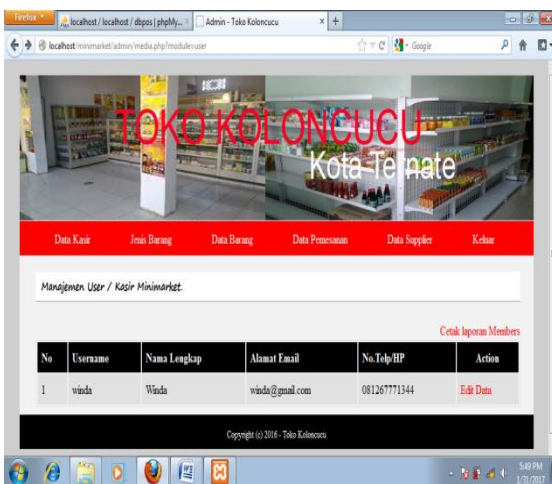 Firefox
localhost / localhost / dbpos | phpMy...
Admin - Toko Koloncucu
localhost/minimarket/admin/media.php?module=user
Google
TOKO KOLONCUCU
Kota Ternate
Data Kasir Jenis Barang Data Barang Data Pemesanan Data Supplier Keluar
Manajemen User / Kasir Minimarket.
Cetak laporan Members
No Username Nama Lengkap Alamat Email No.Telp/HP Action
1 winda Winda winda@gmail.com 081267771344 Edit Data
Copyright (c) 2016 - Toko Koloncucu
5:49 PM
1/31/2017